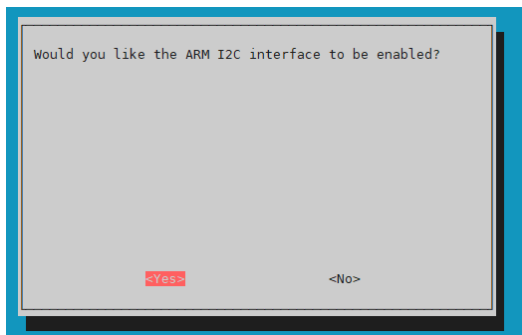 Would you like the ARM I2C interface to be enabled?
<Yes> <No>